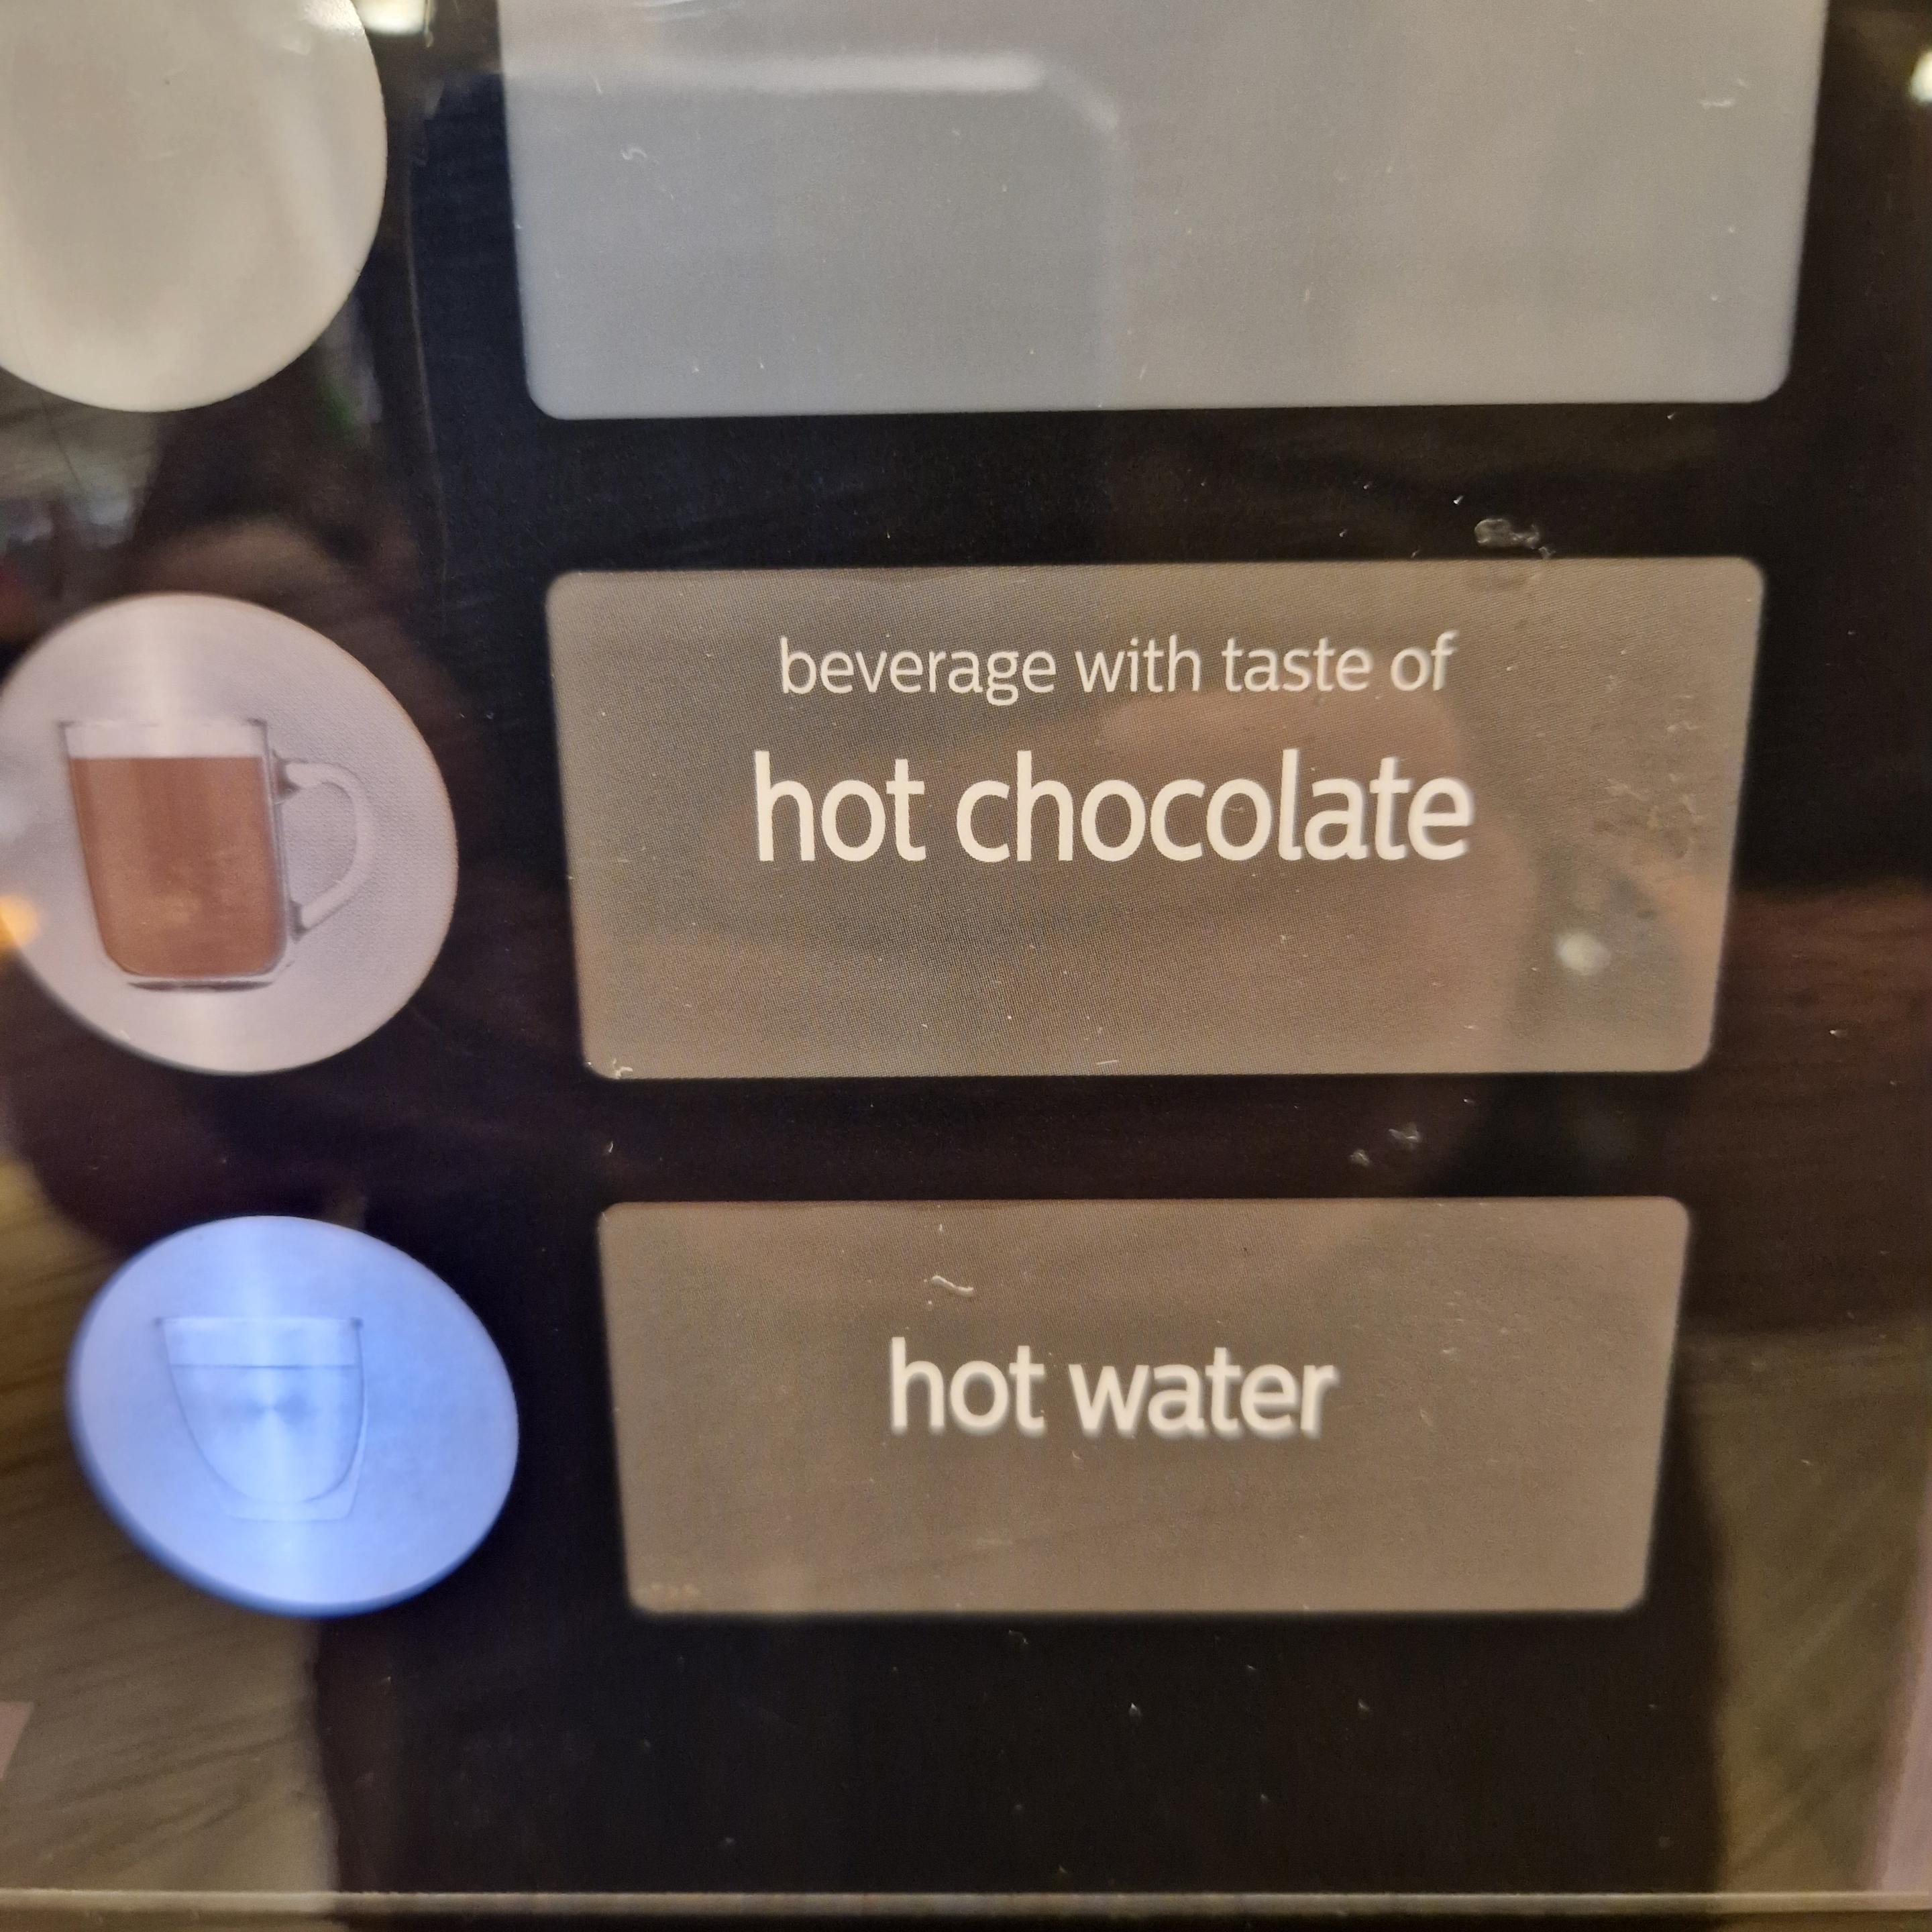 beverage with taste of
hot chocolate
hot water